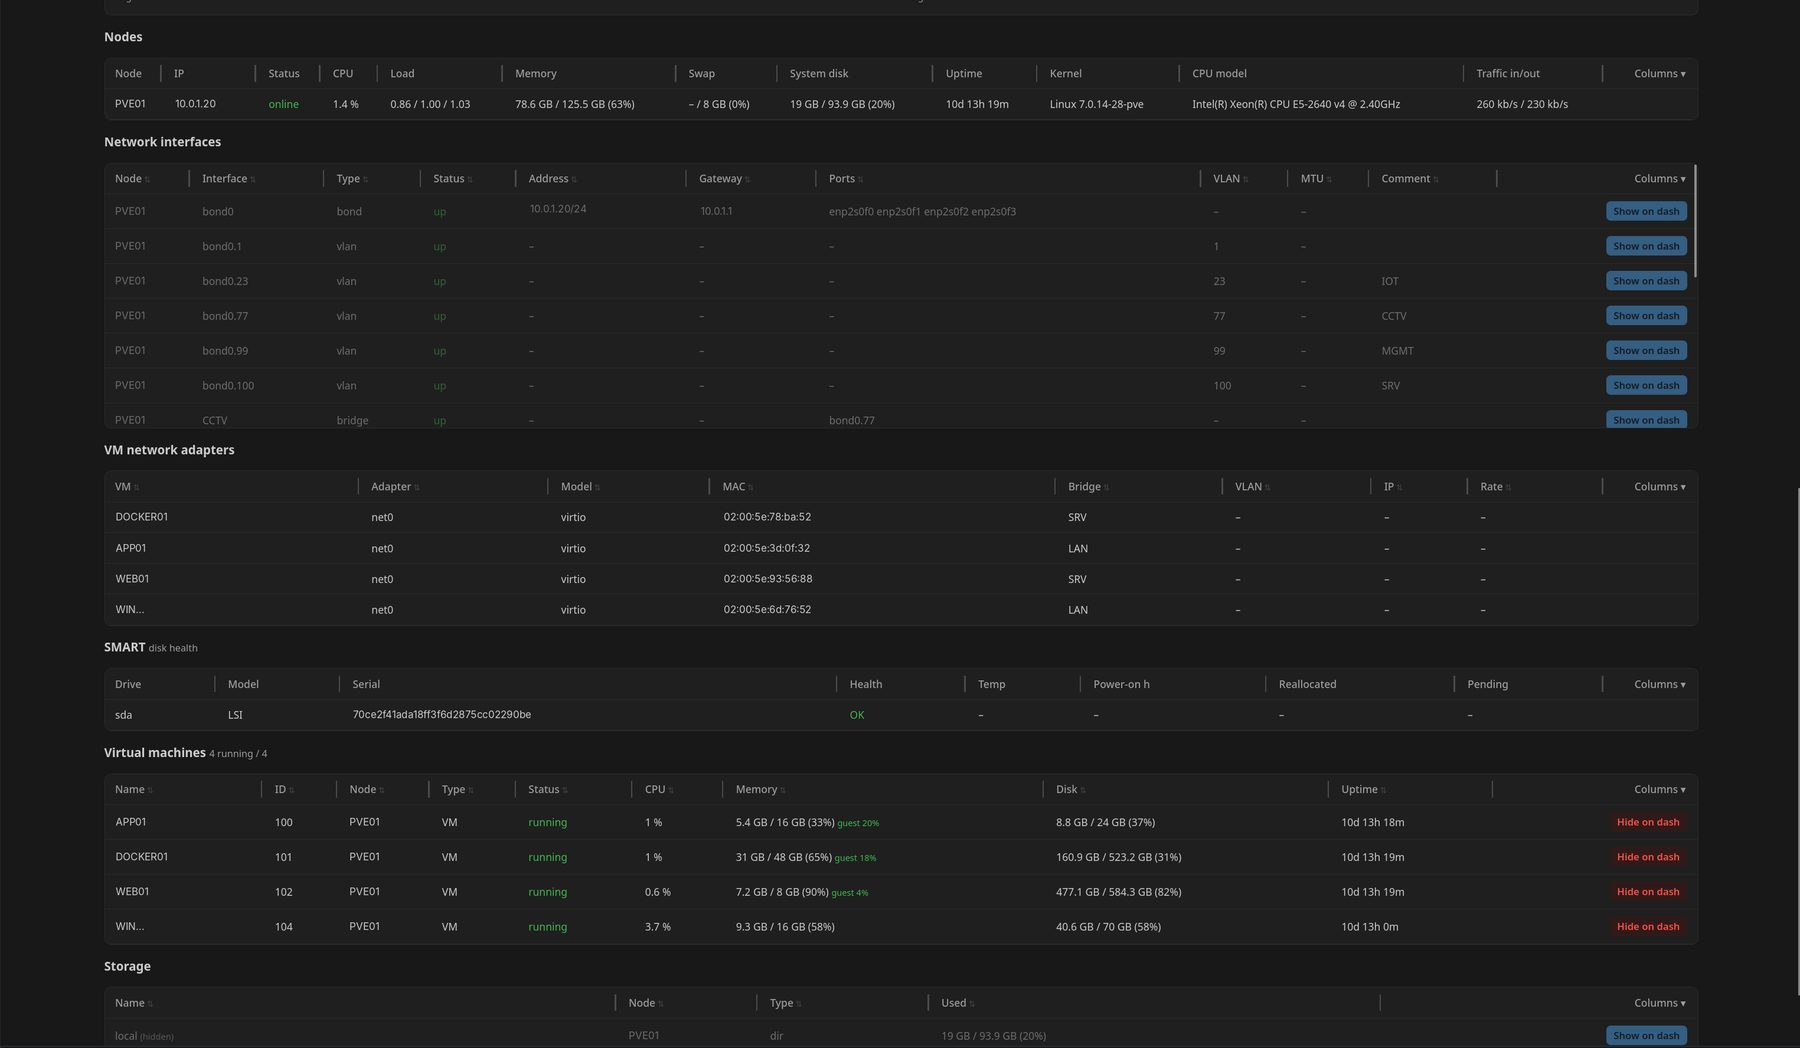 Nodes
Node IP Status CPU Load Memory Swap System disk Uptime Kernel CPU model Traffic in/out Columns ▾
PVE01 10.0.1.20 online 1.4 % 0.86 / 1.00 / 1.03 78.6 GB / 125.5 GB (63%) – / 8 GB (0%) 19 GB / 93.9 GB (20%) 10d 13h 19m Linux 7.0.14-28-pve Intel(R) Xeon(R) CPU E5-2640 v4 @ 2.40GHz 260 kb/s / 230 kb/s
Network interfaces
Node Interface Type Status Address Gateway Ports VLAN MTU Comment Columns ▾
PVE01 bond0 bond up 10.0.1.20/24 10.0.1.1 enp2s0f0 enp2s0f1 enp2s0f2 enp2s0f3 – – Show on dash
PVE01 bond0.1 vlan up – – – 1 – Show on dash
PVE01 bond0.23 vlan up – – – 23 – IOT Show on dash
PVE01 bond0.77 vlan up – – – 77 – CCTV Show on dash
PVE01 bond0.99 vlan up – – – 99 – MGMT Show on dash
PVE01 bond0.100 vlan up – – – 100 – SRV Show on dash
PVE01 CCTV bridge up – – bond0.77 – – Show on dash
VM network adapters
VM Adapter Model MAC Bridge VLAN IP Rate Columns ▾
DOCKER01 net0 virtio 02:00:5e:78:ba:52 SRV – – –
APP01 net0 virtio 02:00:5e:3d:0f:32 LAN – – –
WEB01 net0 virtio 02:00:5e:93:56:88 SRV – – –
WIN... net0 virtio 02:00:5e:6d:76:52 LAN – – –
SMART disk health
Drive Model Serial Health Temp Power-on h Reallocated Pending Columns ▾
sda LSI 70ce2f41ada18ff3f6d2875cc02290be OK – – – –
Virtual machines 4 running / 4
Name ID Node Type Status CPU Memory Disk Uptime Columns ▾
APP01 100 PVE01 VM running 1 % 5.4 GB / 16 GB (33%) guest 20% 8.8 GB / 24 GB (37%) 10d 13h 18m Hide on dash
DOCKER01 101 PVE01 VM running 1 % 31 GB / 48 GB (65%) guest 18% 160.9 GB / 523.2 GB (31%) 10d 13h 19m Hide on dash
WEB01 102 PVE01 VM running 0.6 % 7.2 GB / 8 GB (90%) guest 4% 477.1 GB / 584.3 GB (82%) 10d 13h 19m Hide on dash
WIN... 104 PVE01 VM running 3.7 % 9.3 GB / 16 GB (58%) 40.6 GB / 70 GB (58%) 10d 13h 0m Hide on dash
Storage
Name Node Type Used Columns ▾
local (hidden) PVE01 dir 19 GB / 93.9 GB (20%) Show on dash